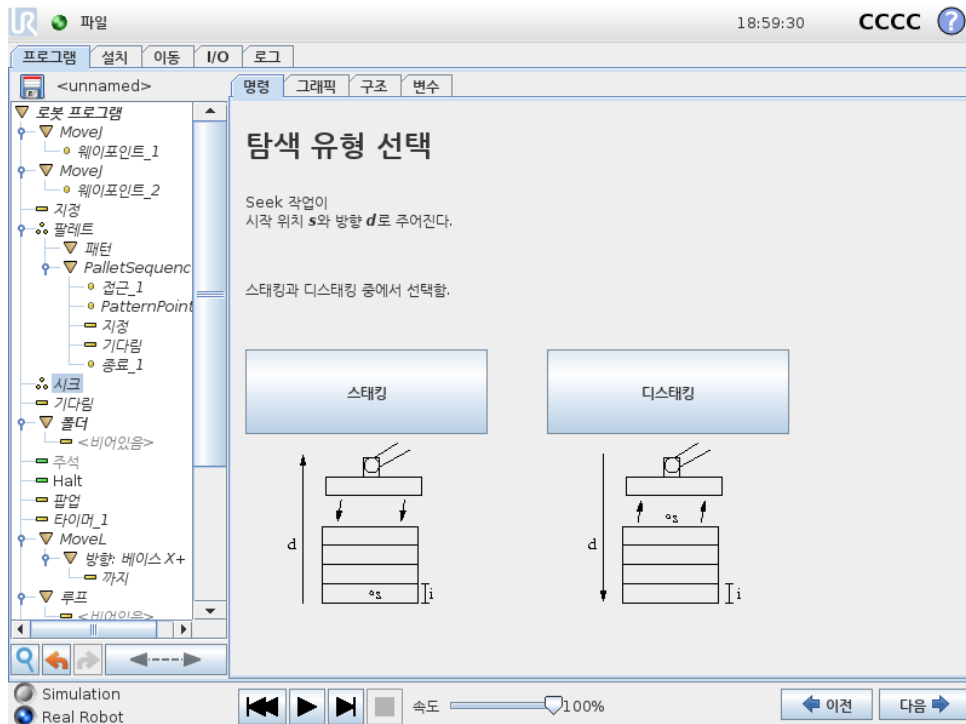 UR 파일 18:59:30 CCCC ?
프로그램 설치 이동 I/O 로그
<unnamed>
명령 그래픽 구조 변수
로봇 프로그램
MoveJ
웨이포인트_1
MoveJ
웨이포인트_2
지정
팔레트
패턴
PalletSequenc
접근_1
PatternPoint
지정
기다림
종료_1
시크
기다림
폴더
<비어있음>
주석
Halt
팝업
타이머_1
MoveL
방향: 베이스 X+
까지
루프
<비어있음>
탐색 유형 선택
Seek 작업이
시작 위치 s와 방향 d로 주어진다.
스태킹과 디스태킹 중에서 선택함.
스태킹 디스태킹
d s i
d s i
Simulation
Real Robot
속도 100%
이전 다음